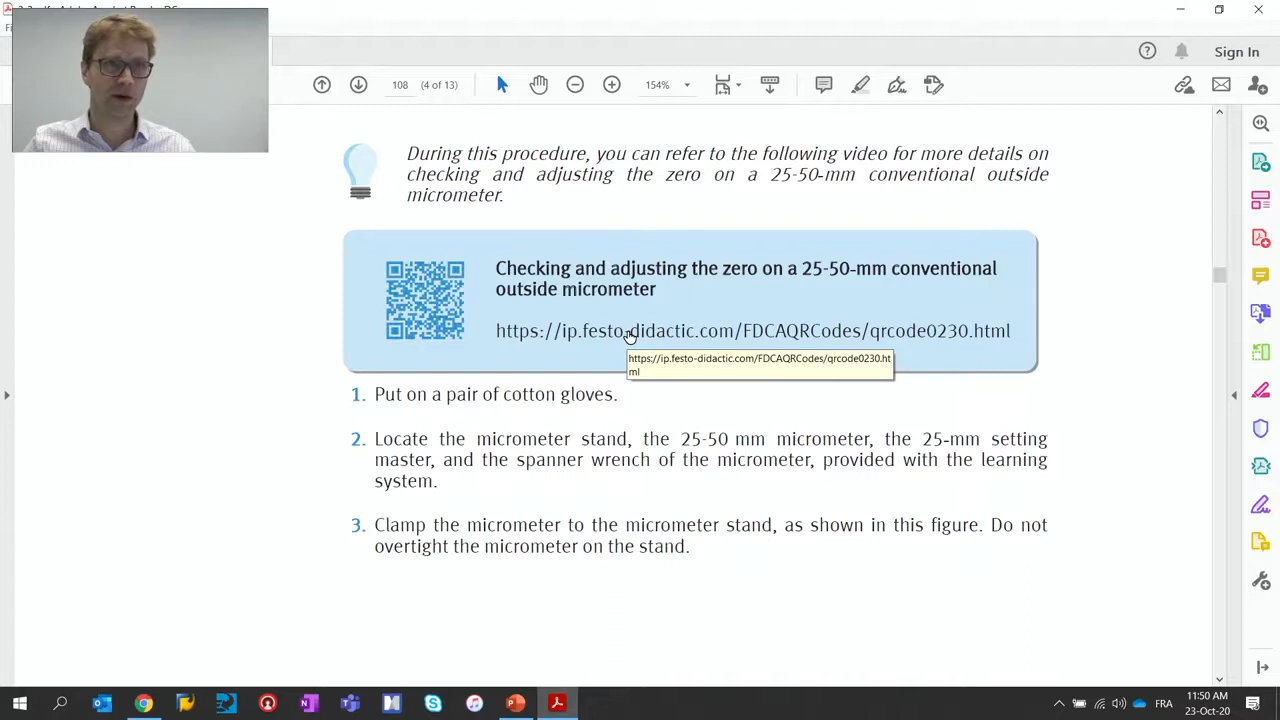 Sign In
108 (4 of 13)
154%
During this procedure, you can refer to the following video for more details on
checking and adjusting the zero on a 25-50-mm conventional outside
micrometer.
Checking and adjusting the zero on a 25-50-mm conventional
outside micrometer
https://ip.festo-didactic.com/FDCAQRCodes/qrcode0230.html
https://ip.festo-didactic.com/FDCAQRCodes/qrcode0230.ht
ml
1. Put on a pair of cotton gloves.
2. Locate the micrometer stand, the 25-50 mm micrometer, the 25-mm setting
master, and the spanner wrench of the micrometer, provided with the learning
system.
3. Clamp the micrometer to the micrometer stand, as shown in this figure. Do not
overtight the micrometer on the stand.
11:50 AM
FRA
23-Oct-20